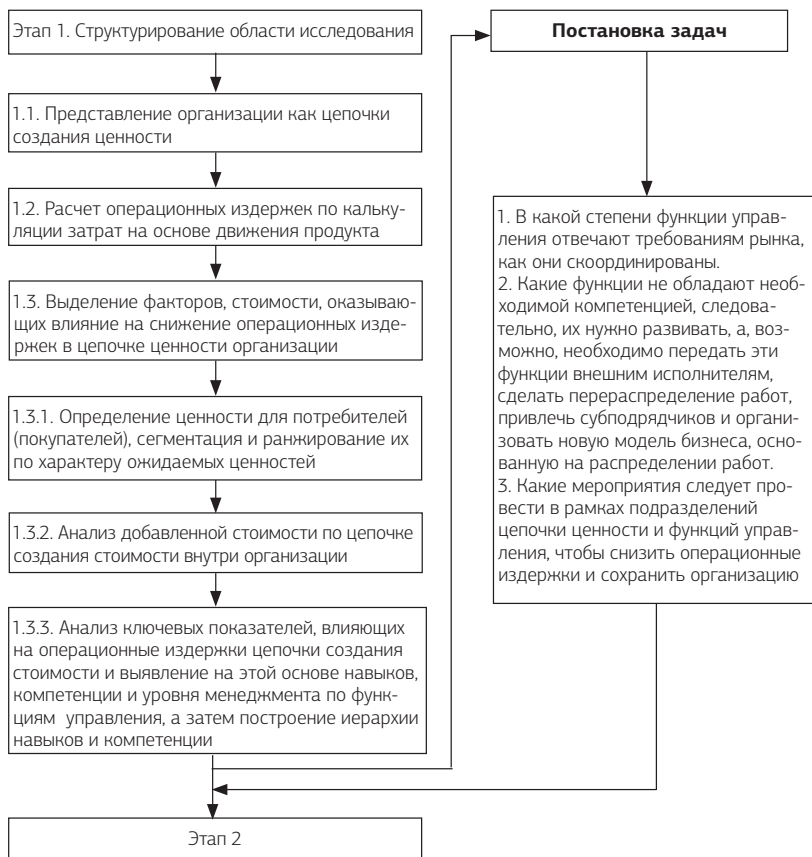 Этап 1. Структурирование области исследования
1.1. Представление организации как цепочки
создания ценности
1.2. Расчет операционных издержек по кальку-
ляции затрат на основе движения продукта
1.3. Выделение факторов, стоимости, оказываю-
щих влияние на снижение операционных изде-
ржек в цепочке ценности организации
1.3.1. Определение ценности для потребителей
(покупателей), сегментация и ранжирование их
по характеру ожидаемых ценностей
1.3.2. Анализ добавленной стоимости по цепочке
создания стоимости внутри организации
1.3.3. Анализ ключевых показателей, влияющих
на операционные издержки цепочки создания
стоимости и выявление на этой основе навыков,
компетенции и уровня менеджмента по функ-
циям управления, а затем построение иерархии
навыков и компетенции
Этап 2
Постановка задач
1. В какой степени функции управ-
ления отвечают требованиям рынка,
как они скоординированы.
2. Какие функции не обладают необ-
ходимой компетенцией, следова-
тельно, их нужно развивать, а, воз-
можно, необходимо передать эти
функции внешним исполнителям,
сделать перераспределение работ,
привлечь субподрядчиков и органи-
зовать новую модель бизнеса, осно-
ванную на распределении работ.
3. Какие мероприятия следует про-
вести в рамках подразделений
цепочки ценности и функций управ-
ления, чтобы снизить операционные
издержки и сохранить организацию